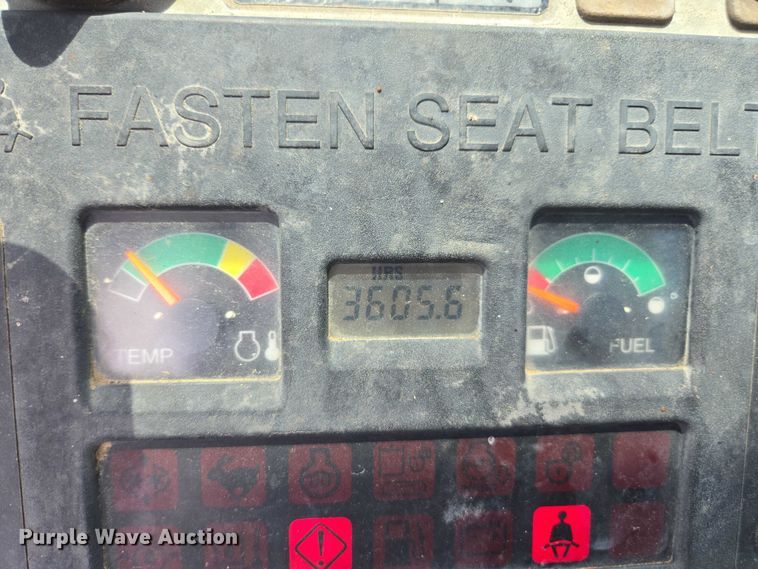 FASTEN SEAT BELT
HRS
3605.6
TEMP
FUEL
Purple Wave Auction